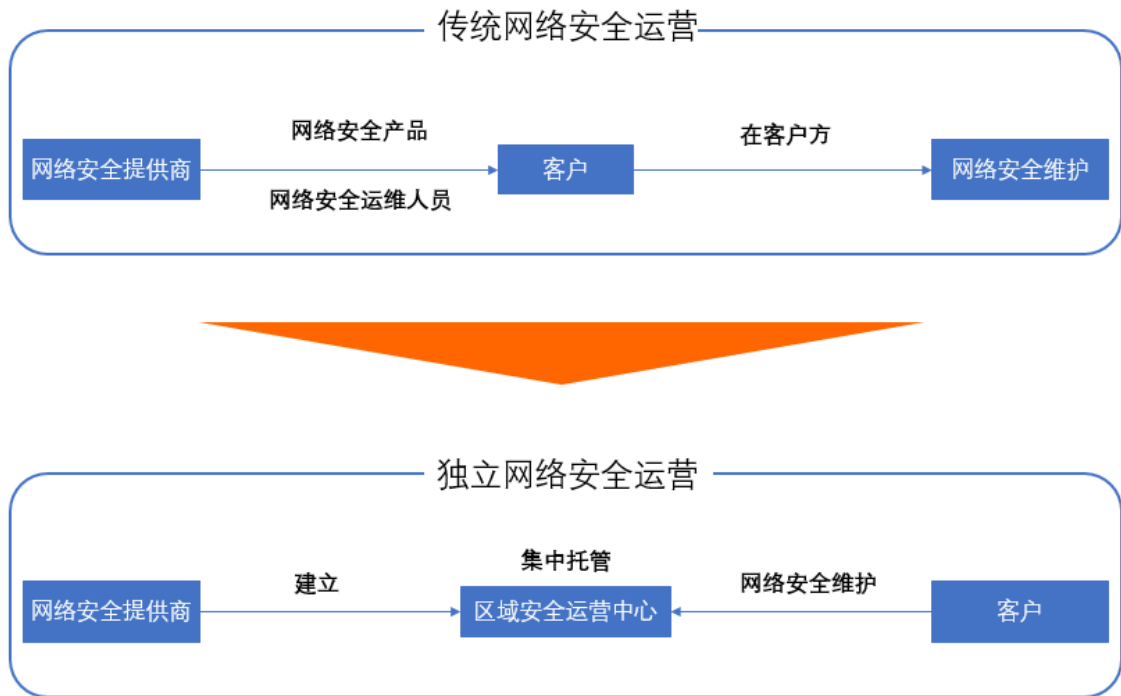 传统网络安全运营
网络安全产品
在客户方
网络安全提供商
客户
网络安全维护
网络安全运维人员
独立网络安全运营
集中托管
建立
网络安全维护
网络安全提供商
区域安全运营中心
客户